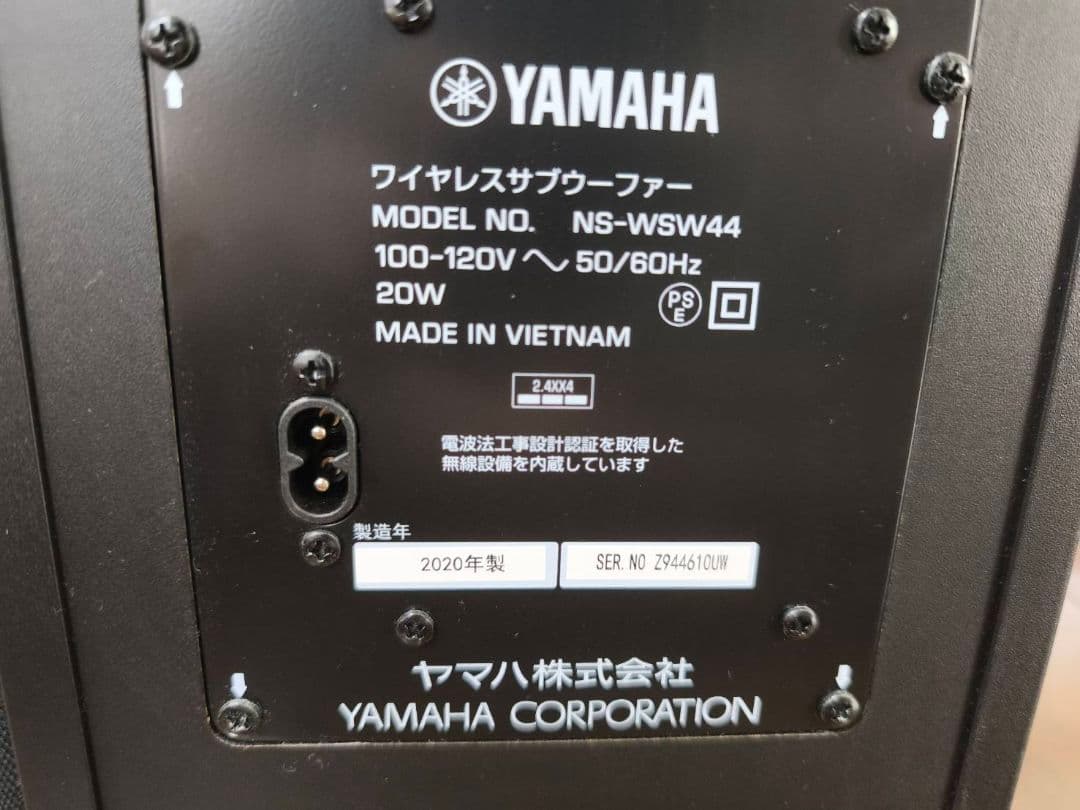 YAMAHA
ワイヤレスサブウーファー
MODEL NO. NS-WSW44
100-120V〜50/60Hz
20W
PS
E
MADE IN VIETNAM
2.4XX4
電波法工事設計認証を取得した
無線設備を内蔵しています
製造年
2020年製
SER. NO Z944610UW
ヤマハ株式会社
YAMAHA CORPORATION